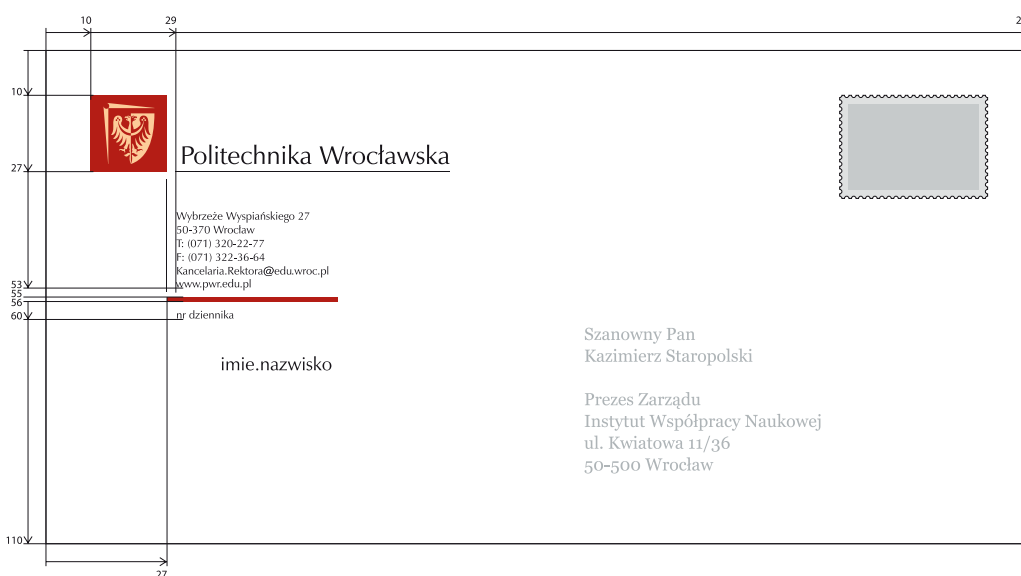 10
29
2
10
27
Politechnika Wrocławska
Wybrzeże Wyspiańskiego 27
50-370 Wrocław
T: (071) 320-22-77
F: (071) 322-36-64
Kancelaria.Rektora@edu.wroc.pl
www.pwr.edu.pl
53
55
56
60
nr dziennika
imie.nazwisko
Szanowny Pan
Kazimierz Staropolski
Prezes Zarządu
Instytut Współpracy Naukowej
ul. Kwiatowa 11/36
50-500 Wrocław
110
27